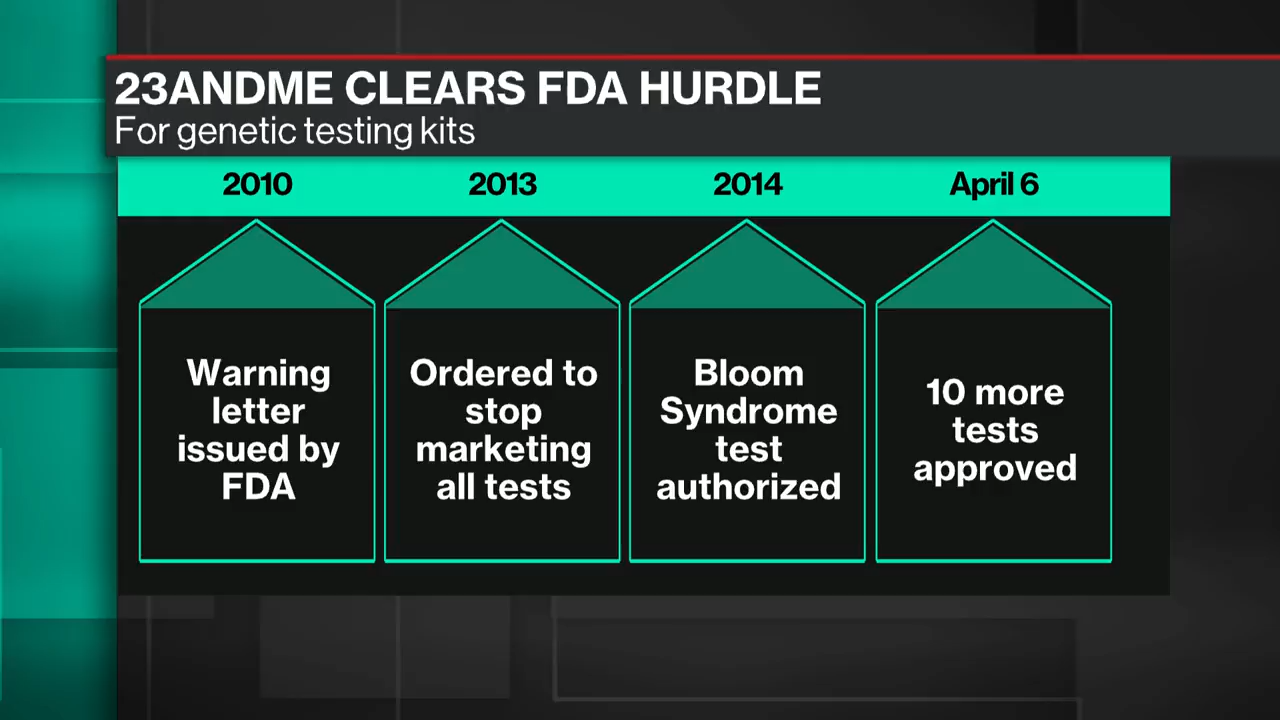 23ANDME CLEARS FDA HURDLE
For genetic testing kits
2010
2013
2014
April 6
Warning
letter
issued by
FDA
Ordered to
stop
marketing
all tests
Bloom
Syndrome
test
authorized
10 more
tests
approved